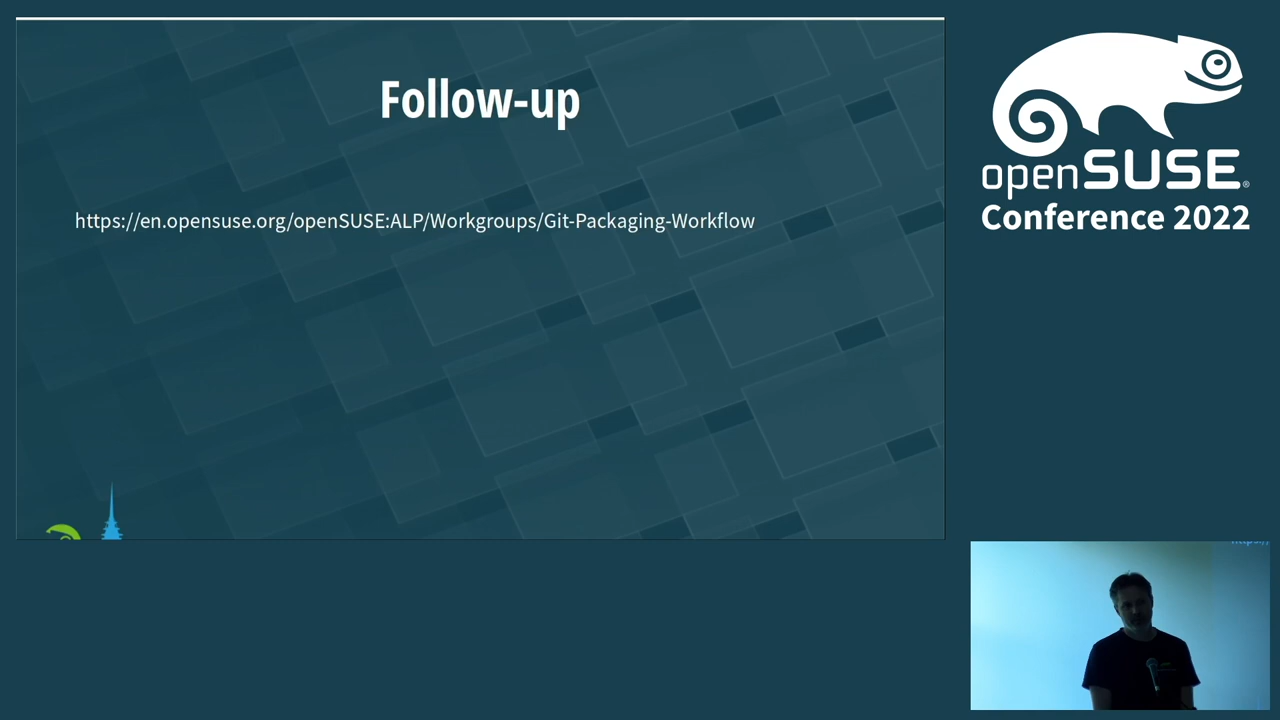 Follow-up
https://en.opensuse.org/openSUSE:ALP/Workgroups/Git-Packaging-Workflow
openSUSE®
Conference 2022